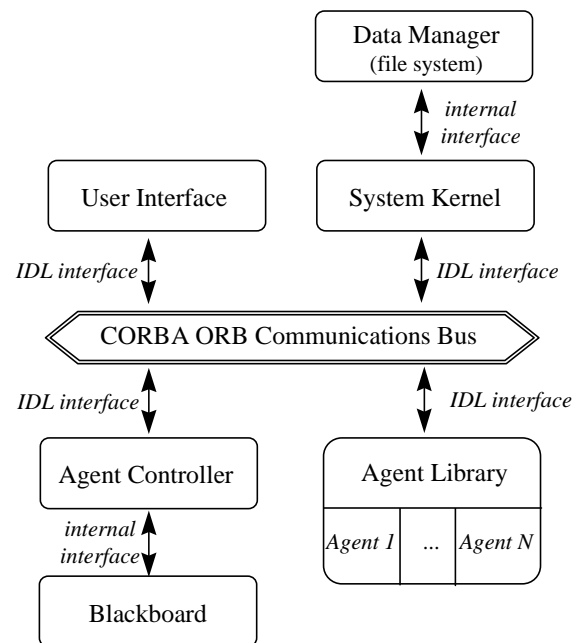 Data Manager
(file system)
internal
interface
User Interface
System Kernel
IDL interface
IDL interface
CORBA ORB Communications Bus
IDL interface
IDL interface
Agent Controller
Agent Library
internal
interface
Agent 1
...
Agent N
Blackboard